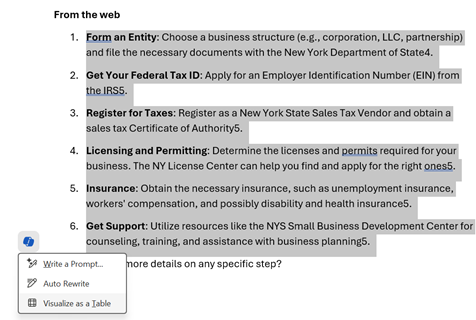 From the web
1. Form an Entity: Choose a business structure (e.g., corporation, LLC, partnership)
and file the necessary documents with the New York Department of State4.
2. Get Your Federal Tax ID: Apply for an Employer Identification Number (EIN) from
the IRS5.
3. Register for Taxes: Register as a New York State Sales Tax Vendor and obtain a
sales tax Certificate of Authority5.
4. Licensing and Permitting: Determine the licenses and permits required for your
business. The NY License Center can help you find and apply for the right ones5.
5. Insurance: Obtain the necessary insurance, such as unemployment insurance,
workers' compensation, and possibly disability and health insurance5.
6. Get Support: Utilize resources like the NYS Small Business Development Center for
counseling, training, and assistance with business planning5.
more details on any specific step?
Write a Prompt...
Auto Rewrite
Visualize as a Table